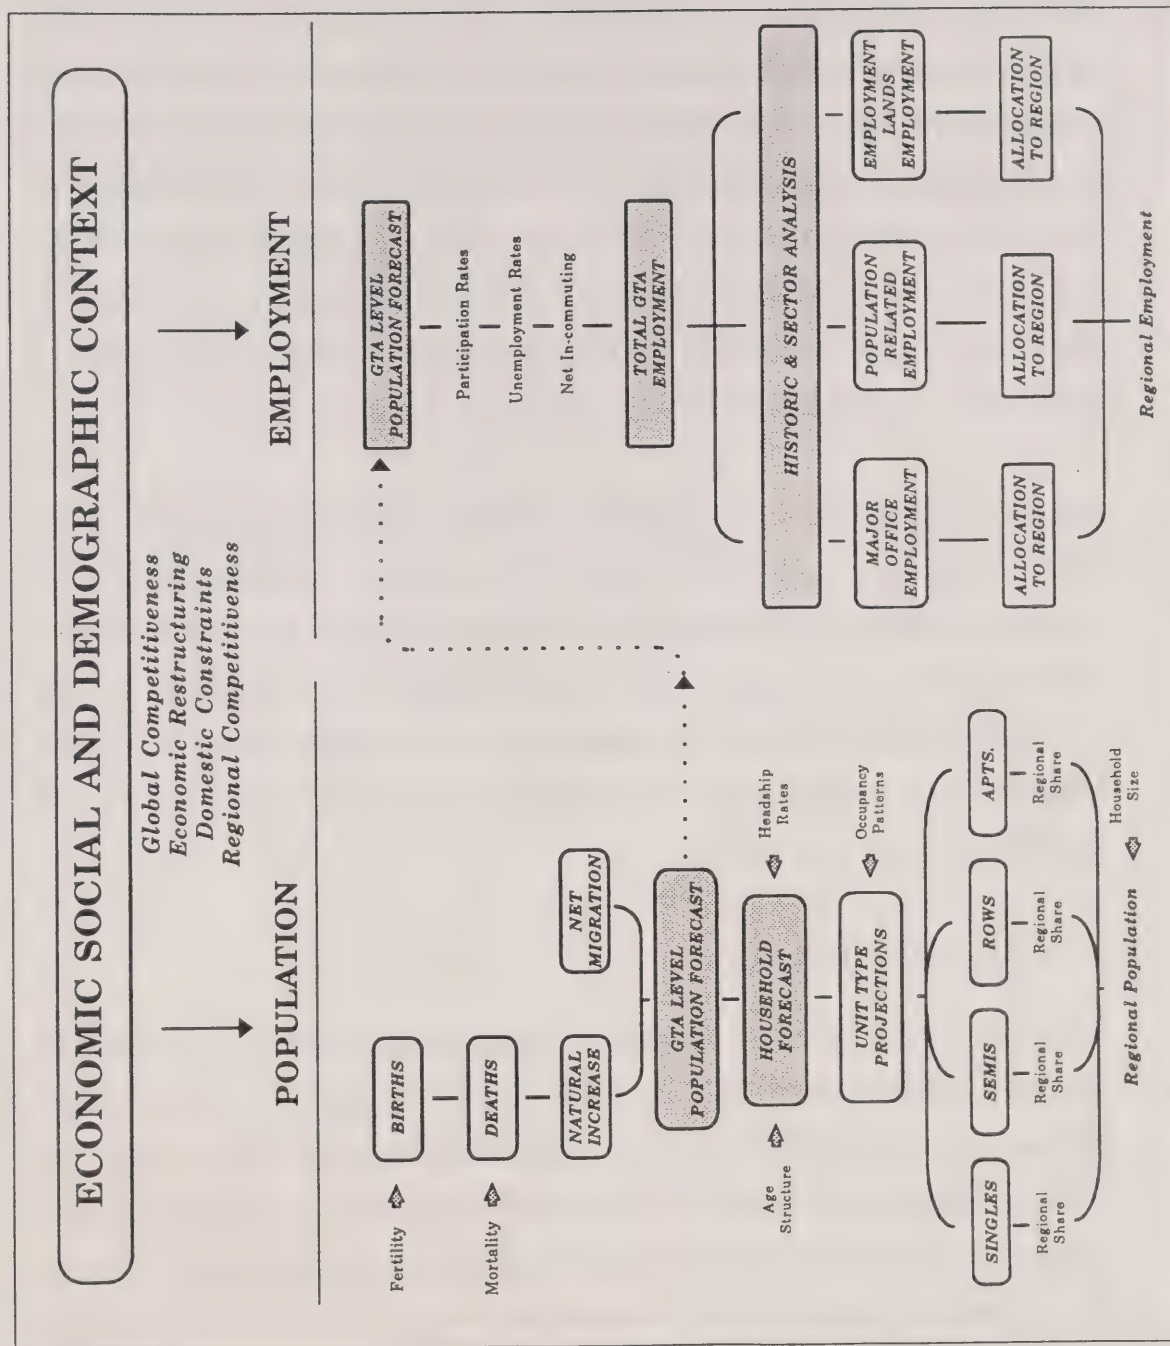 ECONOMIC SOCIAL AND DEMOGRAPHIC CONTEXT
Global Competitiveness
Economic Restructuring
Domestic Constraints
Regional Competitiveness
POPULATION
Fertility
BIRTHS
Mortality
DEATHS
NATURAL
INCREASE
NET
MIGRATION
GTA LEVEL
POPULATION FORECAST
Age
Structure
HOUSEHOLD
FORECAST
Headship
Rates
UNIT TYPE
PROJECTIONS
Occupancy
Patterns
SINGLES
SEMIS
ROWS
APTS.
Regional
Share
Regional
Share
Regional
Share
Regional
Share
Regional Population
Household
Size
EMPLOYMENT
GTA LEVEL
POPULATION FORECAST
Participation Rates
Unemployment Rates
Net In-commuting
TOTAL GTA
EMPLOYMENT
HISTORIC & SECTOR ANALYSIS
MAJOR
OFFICE
EMPLOYMENT
POPULATION
RELATED
EMPLOYMENT
EMPLOYMENT
LANDS
EMPLOYMENT
ALLOCATION
TO REGION
ALLOCATION
TO REGION
ALLOCATION
TO REGION
Regional Employment